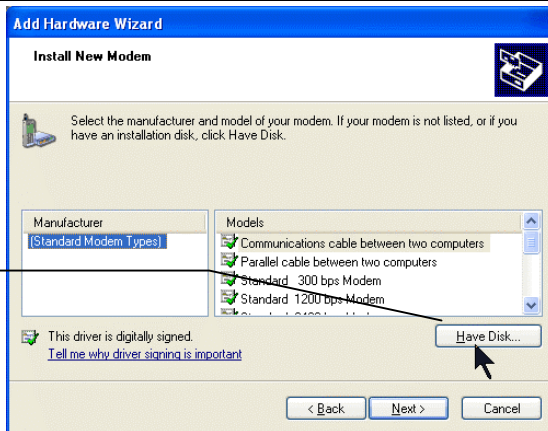 Add Hardware Wizard
Install New Modem
Select the manufacturer and model of your modem. If your modem is not listed, or if you
have an installation disk, click Have Disk.
Manufacturer
(Standard Modem Types)
Models
Communications cable between two computers
Parallel cable between two computers
Standard 300 bps Modem
Standard 1200 bps Modem
This driver is digitally signed.
Tell me why driver signing is important
Have Disk...
< Back
Next >
Cancel